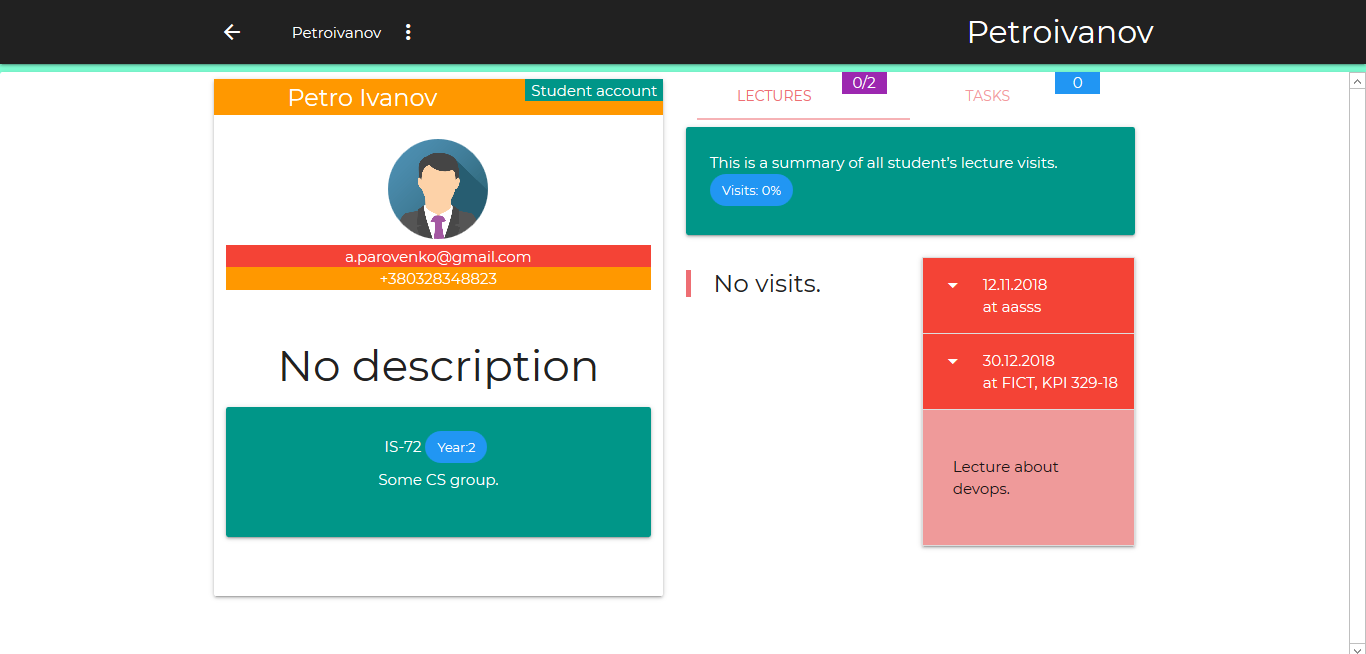 Petroivanov
Petroivanov
Petro Ivanov
Student account
a.parovenko@gmail.com
+380328348823
No description
IS-72 Year:2
Some CS group.
LECTURES 0/2
TASKS 0
This is a summary of all student's lecture visits.
Visits: 0%
No visits.
12.11.2018
at aasss
30.12.2018
at FICT, KPI 329-18
Lecture about
devops.